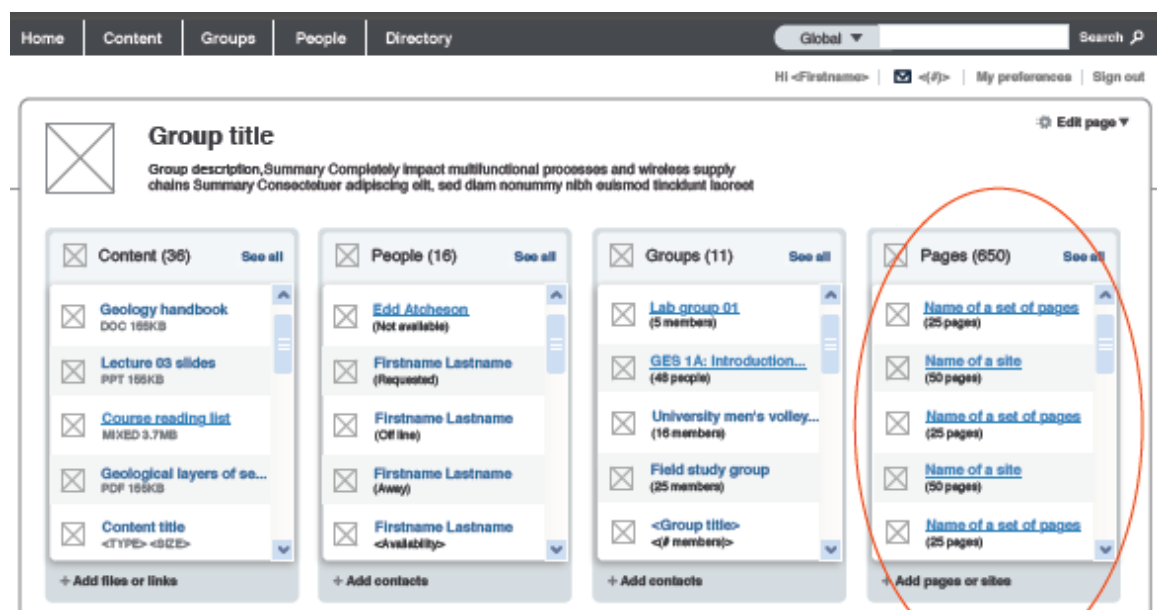 Home Content Groups People Directory Global ▼ Search
Hi <Firstname> | <(#)> | My preferences | Sign out
Edit page ▼
Group title
Group description,Summary Completely impact multifunctional processes and wireless supply
chains Summary Consectetuer adipiscing elit, sed diam nonummy nibh euismod tincidunt laoreet
Content (36) See all
Geology handbook
DOC 165KB
Lecture 03 slides
PPT 165KB
Course reading list
MIXED 3.7MB
Geological layers of se...
PDF 165KB
Content title
<TYPE> <SIZE>
+ Add files or links
People (16) See all
Edd Atcheson
(Not available)
Firstname Lastname
(Requested)
Firstname Lastname
(Off line)
Firstname Lastname
(Away)
Firstname Lastname
<Availability>
+ Add contacts
Groups (11) See all
Lab group 01
(5 members)
GES 1A: Introduction...
(48 people)
University men's volley...
(16 members)
Field study group
(25 members)
<Group title>
<(# members)>
+ Add contacts
Pages (650) See all
Name of a set of pages
(25 pages)
Name of a site
(50 pages)
Name of a set of pages
(25 pages)
Name of a site
(50 pages)
Name of a set of pages
(25 pages)
+ Add pages or sites